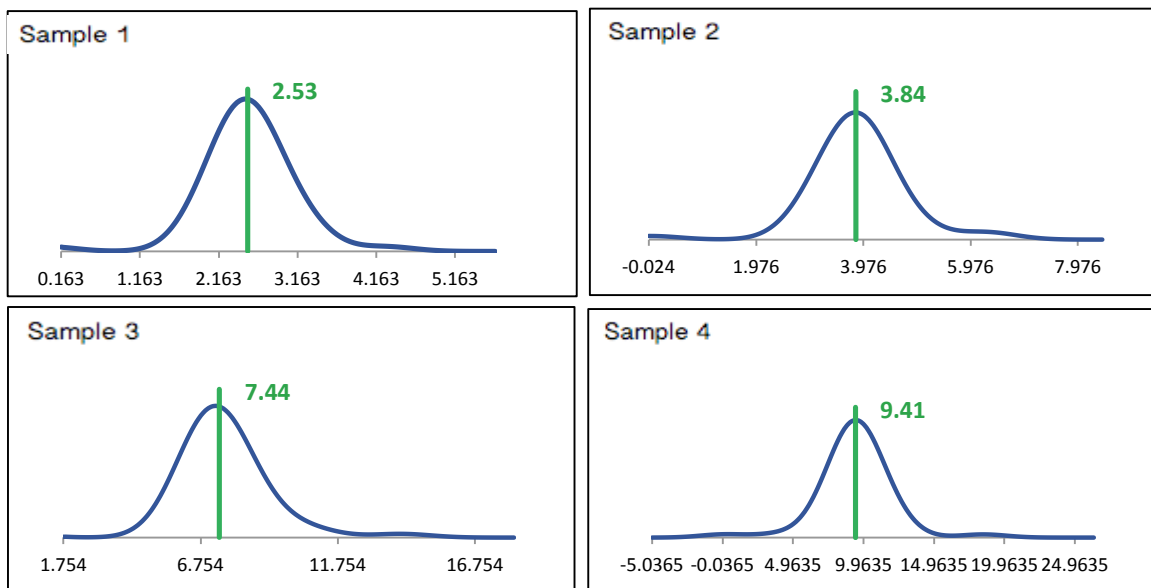 Sample 1
2.53
0.163 1.163 2.163 3.163 4.163 5.163
Sample 2
3.84
-0.024 1.976 3.976 5.976 7.976
Sample 3
7.44
1.754 6.754 11.754 16.754
Sample 4
9.41
-5.0365 -0.0365 4.9635 9.9635 14.9635 19.9635 24.9635